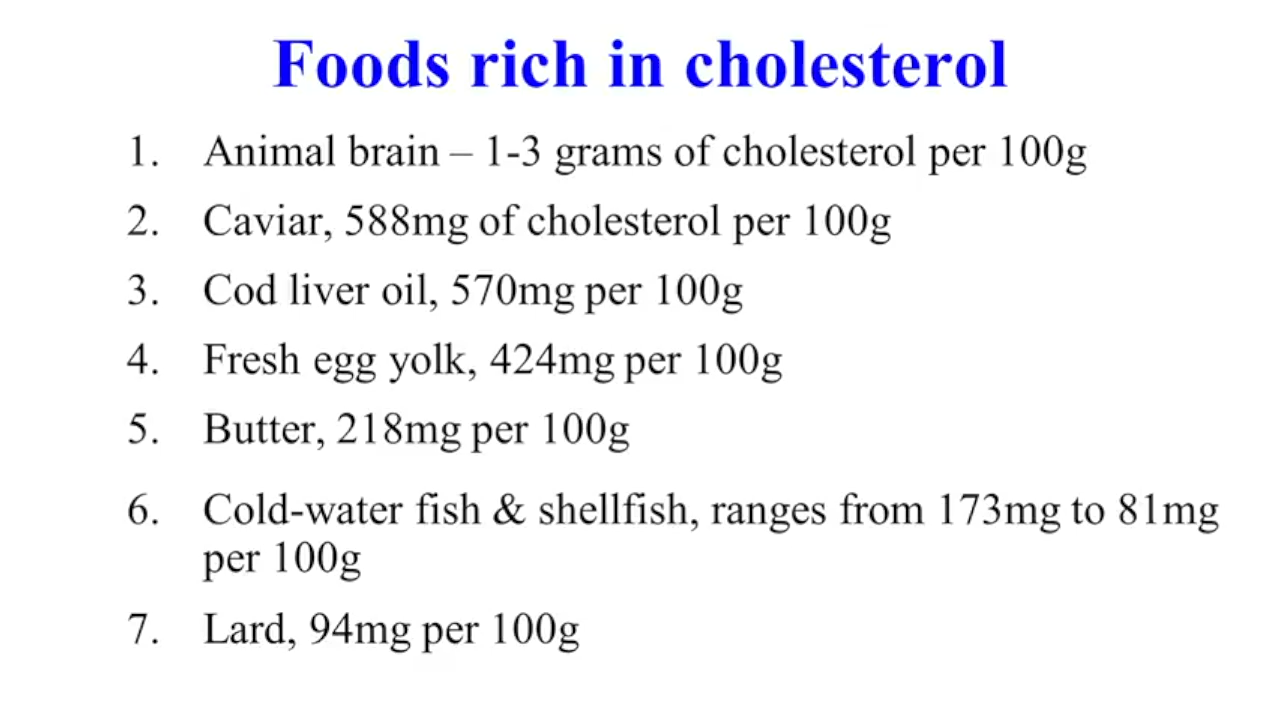 Foods rich in cholesterol
1. Animal brain – 1-3 grams of cholesterol per 100g
2. Caviar, 588mg of cholesterol per 100g
3. Cod liver oil, 570mg per 100g
4. Fresh egg yolk, 424mg per 100g
5. Butter, 218mg per 100g
6. Cold-water fish & shellfish, ranges from 173mg to 81mg
per 100g
7. Lard, 94mg per 100g